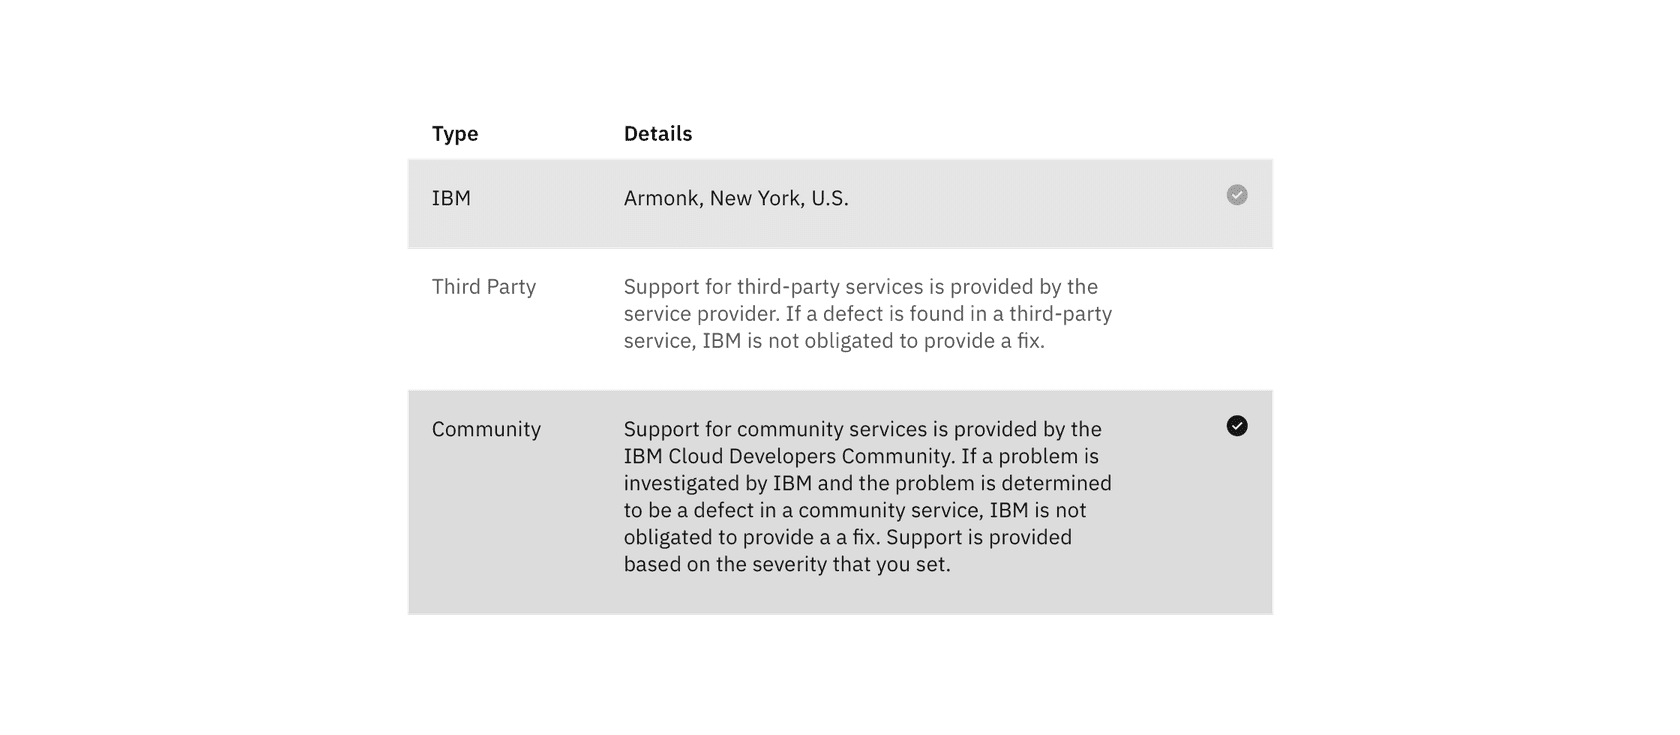 Type Details
IBM Armonk, New York, U.S.
Third Party Support for third-party services is provided by the
service provider. If a defect is found in a third-party
service, IBM is not obligated to provide a fix.
Community Support for community services is provided by the
IBM Cloud Developers Community. If a problem is
investigated by IBM and the problem is determined
to be a defect in a community service, IBM is not
obligated to provide a a fix. Support is provided
based on the severity that you set.